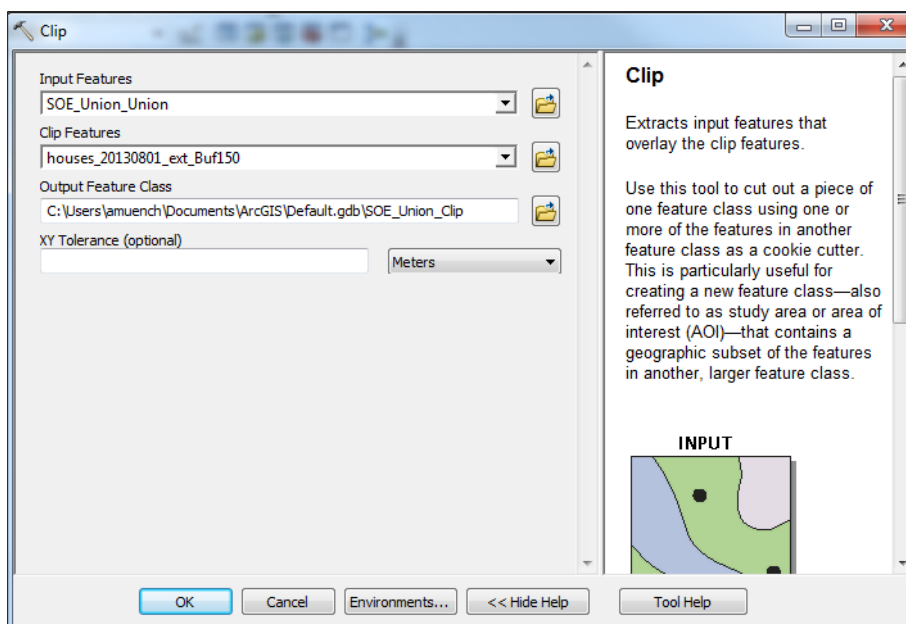 Clip
Input Features
SOE_Union_Union
Clip Features
houses_20130801_ext_Buf150
Output Feature Class
C:\Users\amuench\Documents\ArcGIS\Default.gdb\SOE_Union_Clip
XY Tolerance (optional)
Meters
Clip
Extracts input features that
overlay the clip features.
Use this tool to cut out a piece of
one feature class using one or
more of the features in another
feature class as a cookie cutter.
This is particularly useful for
creating a new feature class—also
referred to as study area or area of
interest (AOI)—that contains a
geographic subset of the features
in another, larger feature class.
INPUT
OK
Cancel
Environments...
<< Hide Help
Tool Help